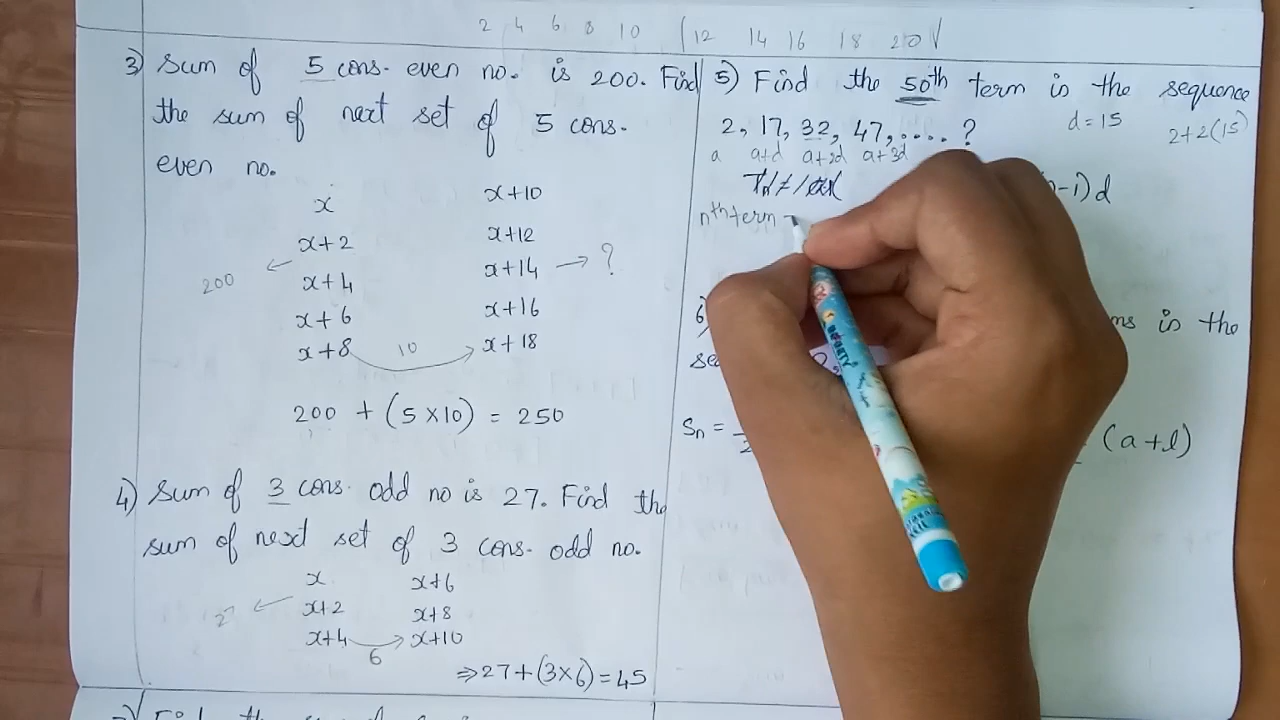 2 4 6 8 10 12 14 16 18 20
3) Sum of 5 cons. even no. is 200. Find
the sum of next set of 5 cons.
even no.
x x+10
x+2 x+12
200 x+4 x+14 → ?
x+6 x+16
x+8 10 x+18
200 + (5×10) = 250
4) Sum of 3 cons. odd no is 27. Find the
sum of next set of 3 cons. odd no.
x x+6
x+2 x+8
x+4 x+10
6
⇒27+(3×6)=45
5) Find the 50th term in the sequence
2, 17, 32, 47,..... ?
d=15
2+2(15)
a a+d a+2d a+3d
nth term
-1)d
6)
in the
Sn =
(a+l)